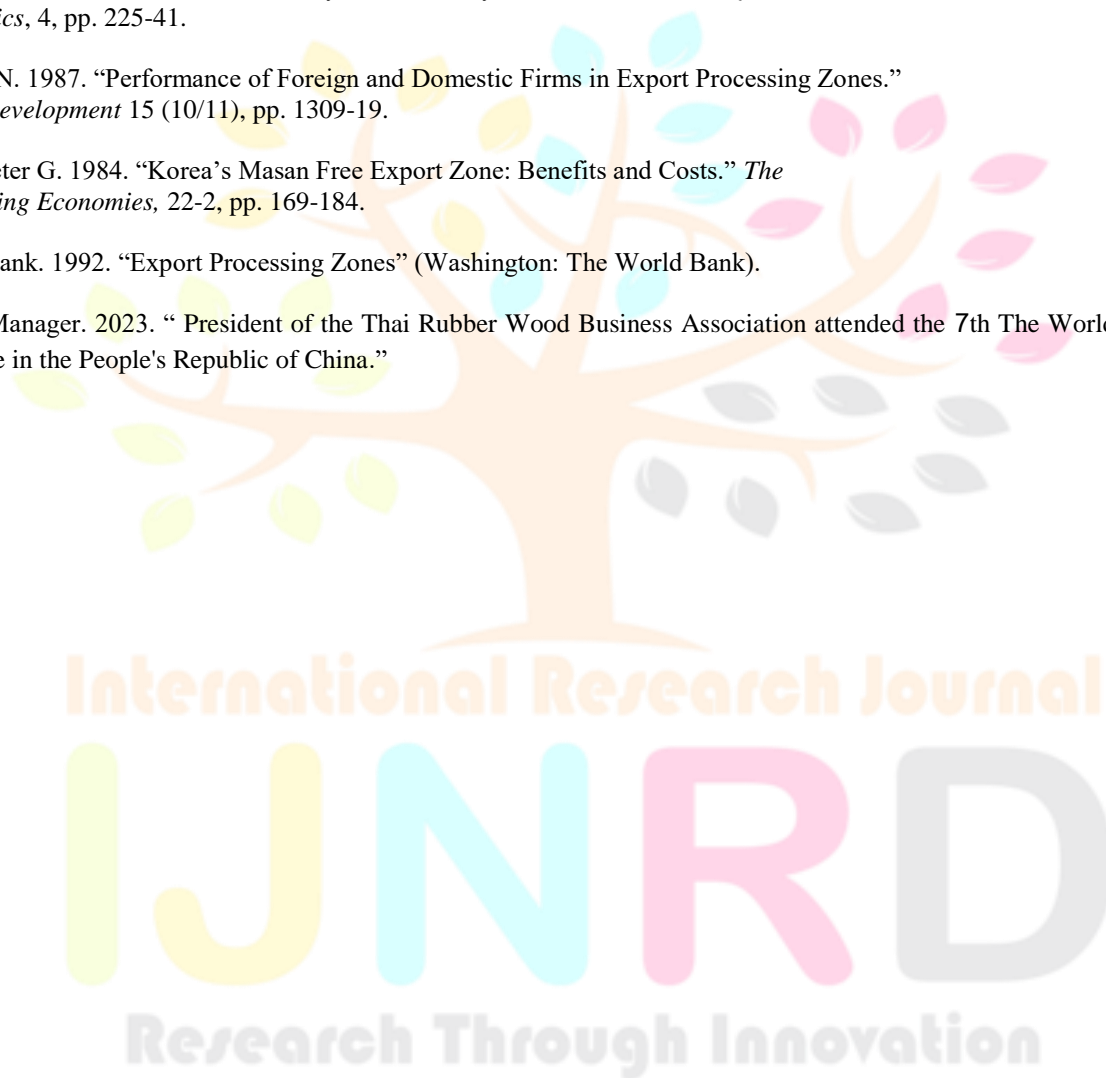 ics, 4, pp. 225-41.
N. 1987. “Performance of Foreign and Domestic Firms in Export Processing Zones.”
evelopment 15 (10/11), pp. 1309-19.
ter G. 1984. “Korea’s Masan Free Export Zone: Benefits and Costs.” The
ing Economies, 22-2, pp. 169-184.
ank. 1992. “Export Processing Zones” (Washington: The World Bank).
Manager. 2023. “ President of the Thai Rubber Wood Business Association attended the 7th The Worl
e in the People's Republic of China.”
International Research Journal
IJNRD
Research Through Innovation